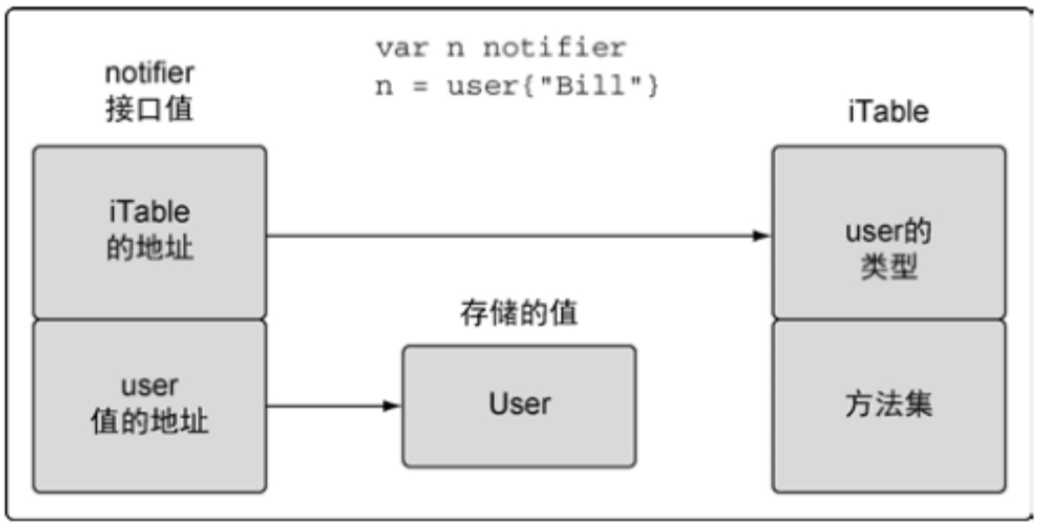 var n notifier
n = user{"Bill"}
notifier
接口值
iTable
iTable
的地址
user的
类型
存储的值
user
值的地址
User
方法集